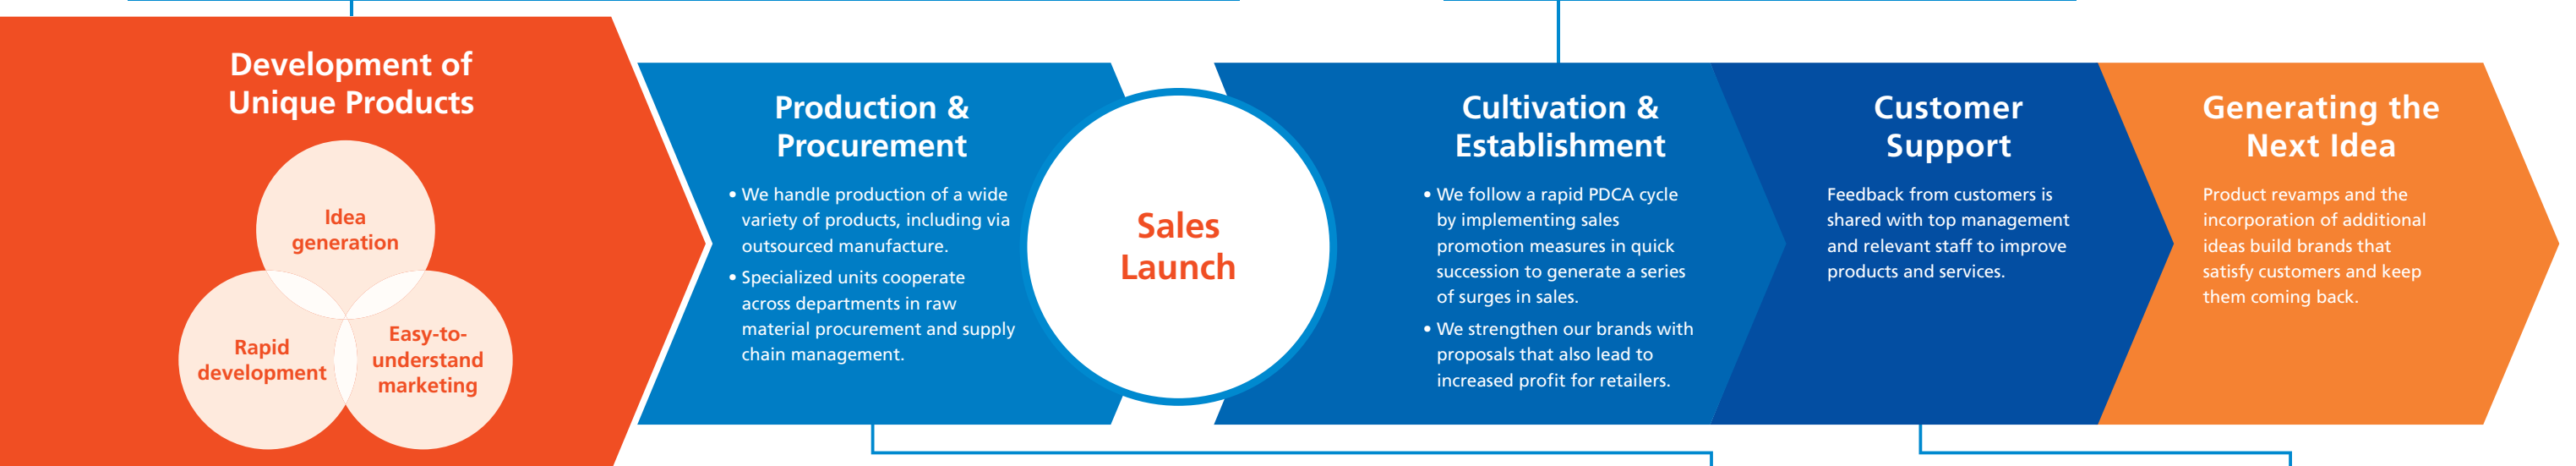 Development of
Unique Products
Idea
generation
Rapid
development
Easy-to-
understand
marketing
Production &
Procurement
• We handle production of a wide
variety of products, including via
outsourced manufacture.
• Specialized units cooperate
across departments in raw
material procurement and supply
chain management.
Sales
Launch
Cultivation &
Establishment
• We follow a rapid PDCA cycle
by implementing sales
promotion measures in quick
succession to generate a series
of surges in sales.
• We strengthen our brands with
proposals that also lead to
increased profit for retailers.
Customer
Support
Feedback from customers is
shared with top management
and relevant staff to improve
products and services.
Generating the
Next Idea
Product revamps and the
incorporation of additional
ideas build brands that
satisfy customers and keep
them coming back.